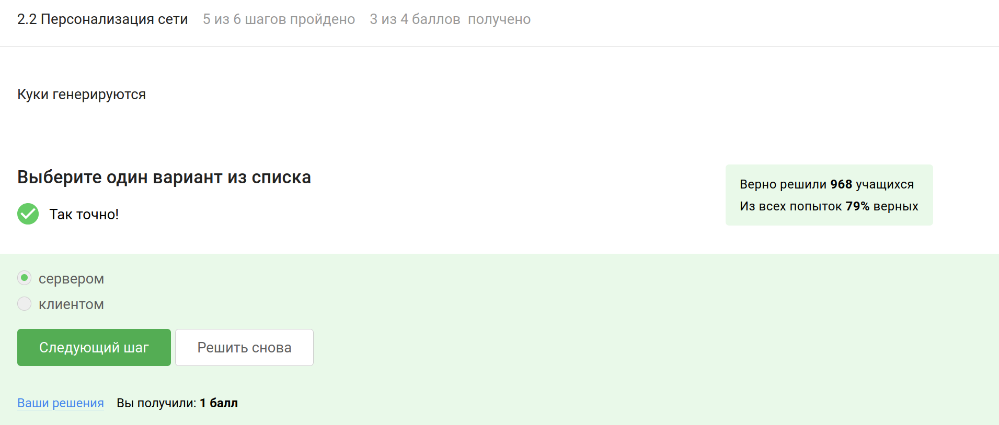 2.2 Персонализация сети 5 из 6 шагов пройдено 3 из 4 баллов получено
Куки генерируются
Выберите один вариант из списка
Так точно!
Верно решили 968 учащихся
Из всех попыток 79% верных
сервером
клиентом
Следующий шаг Решить снова
Ваши решения Вы получили: 1 балл